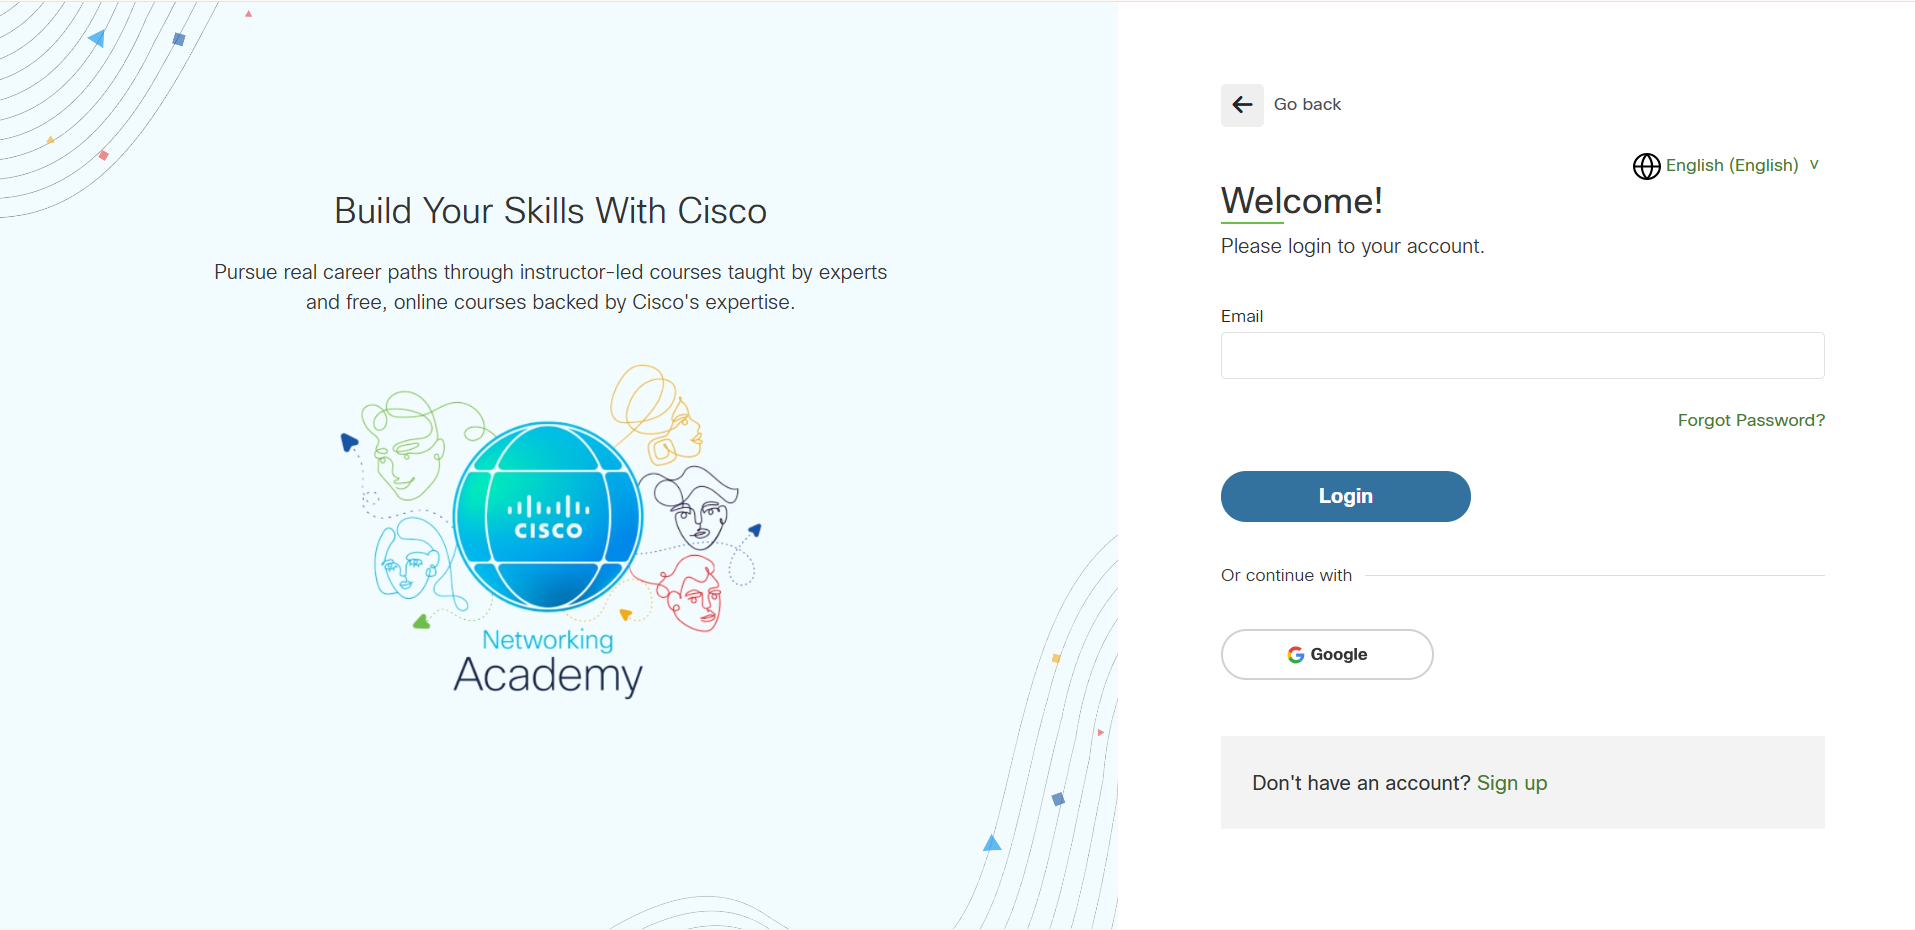 Build Your Skills With Cisco
Pursue real career paths through instructor-led courses taught by experts
and free, online courses backed by Cisco's expertise.
CISCO
Networking
Academy
Go back
English (English) v
Welcome!
Please login to your account.
Email
Forgot Password?
Login
Or continue with
Google
Don't have an account? Sign up